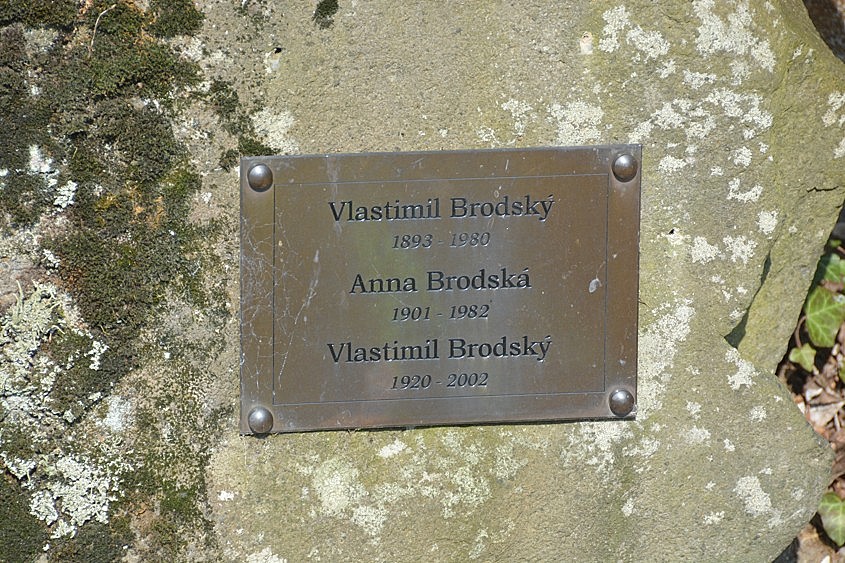 Vlastimil Brodský
1893 - 1980
Anna Brodská
1901 - 1982
Vlastimil Brodský
1920 - 2002